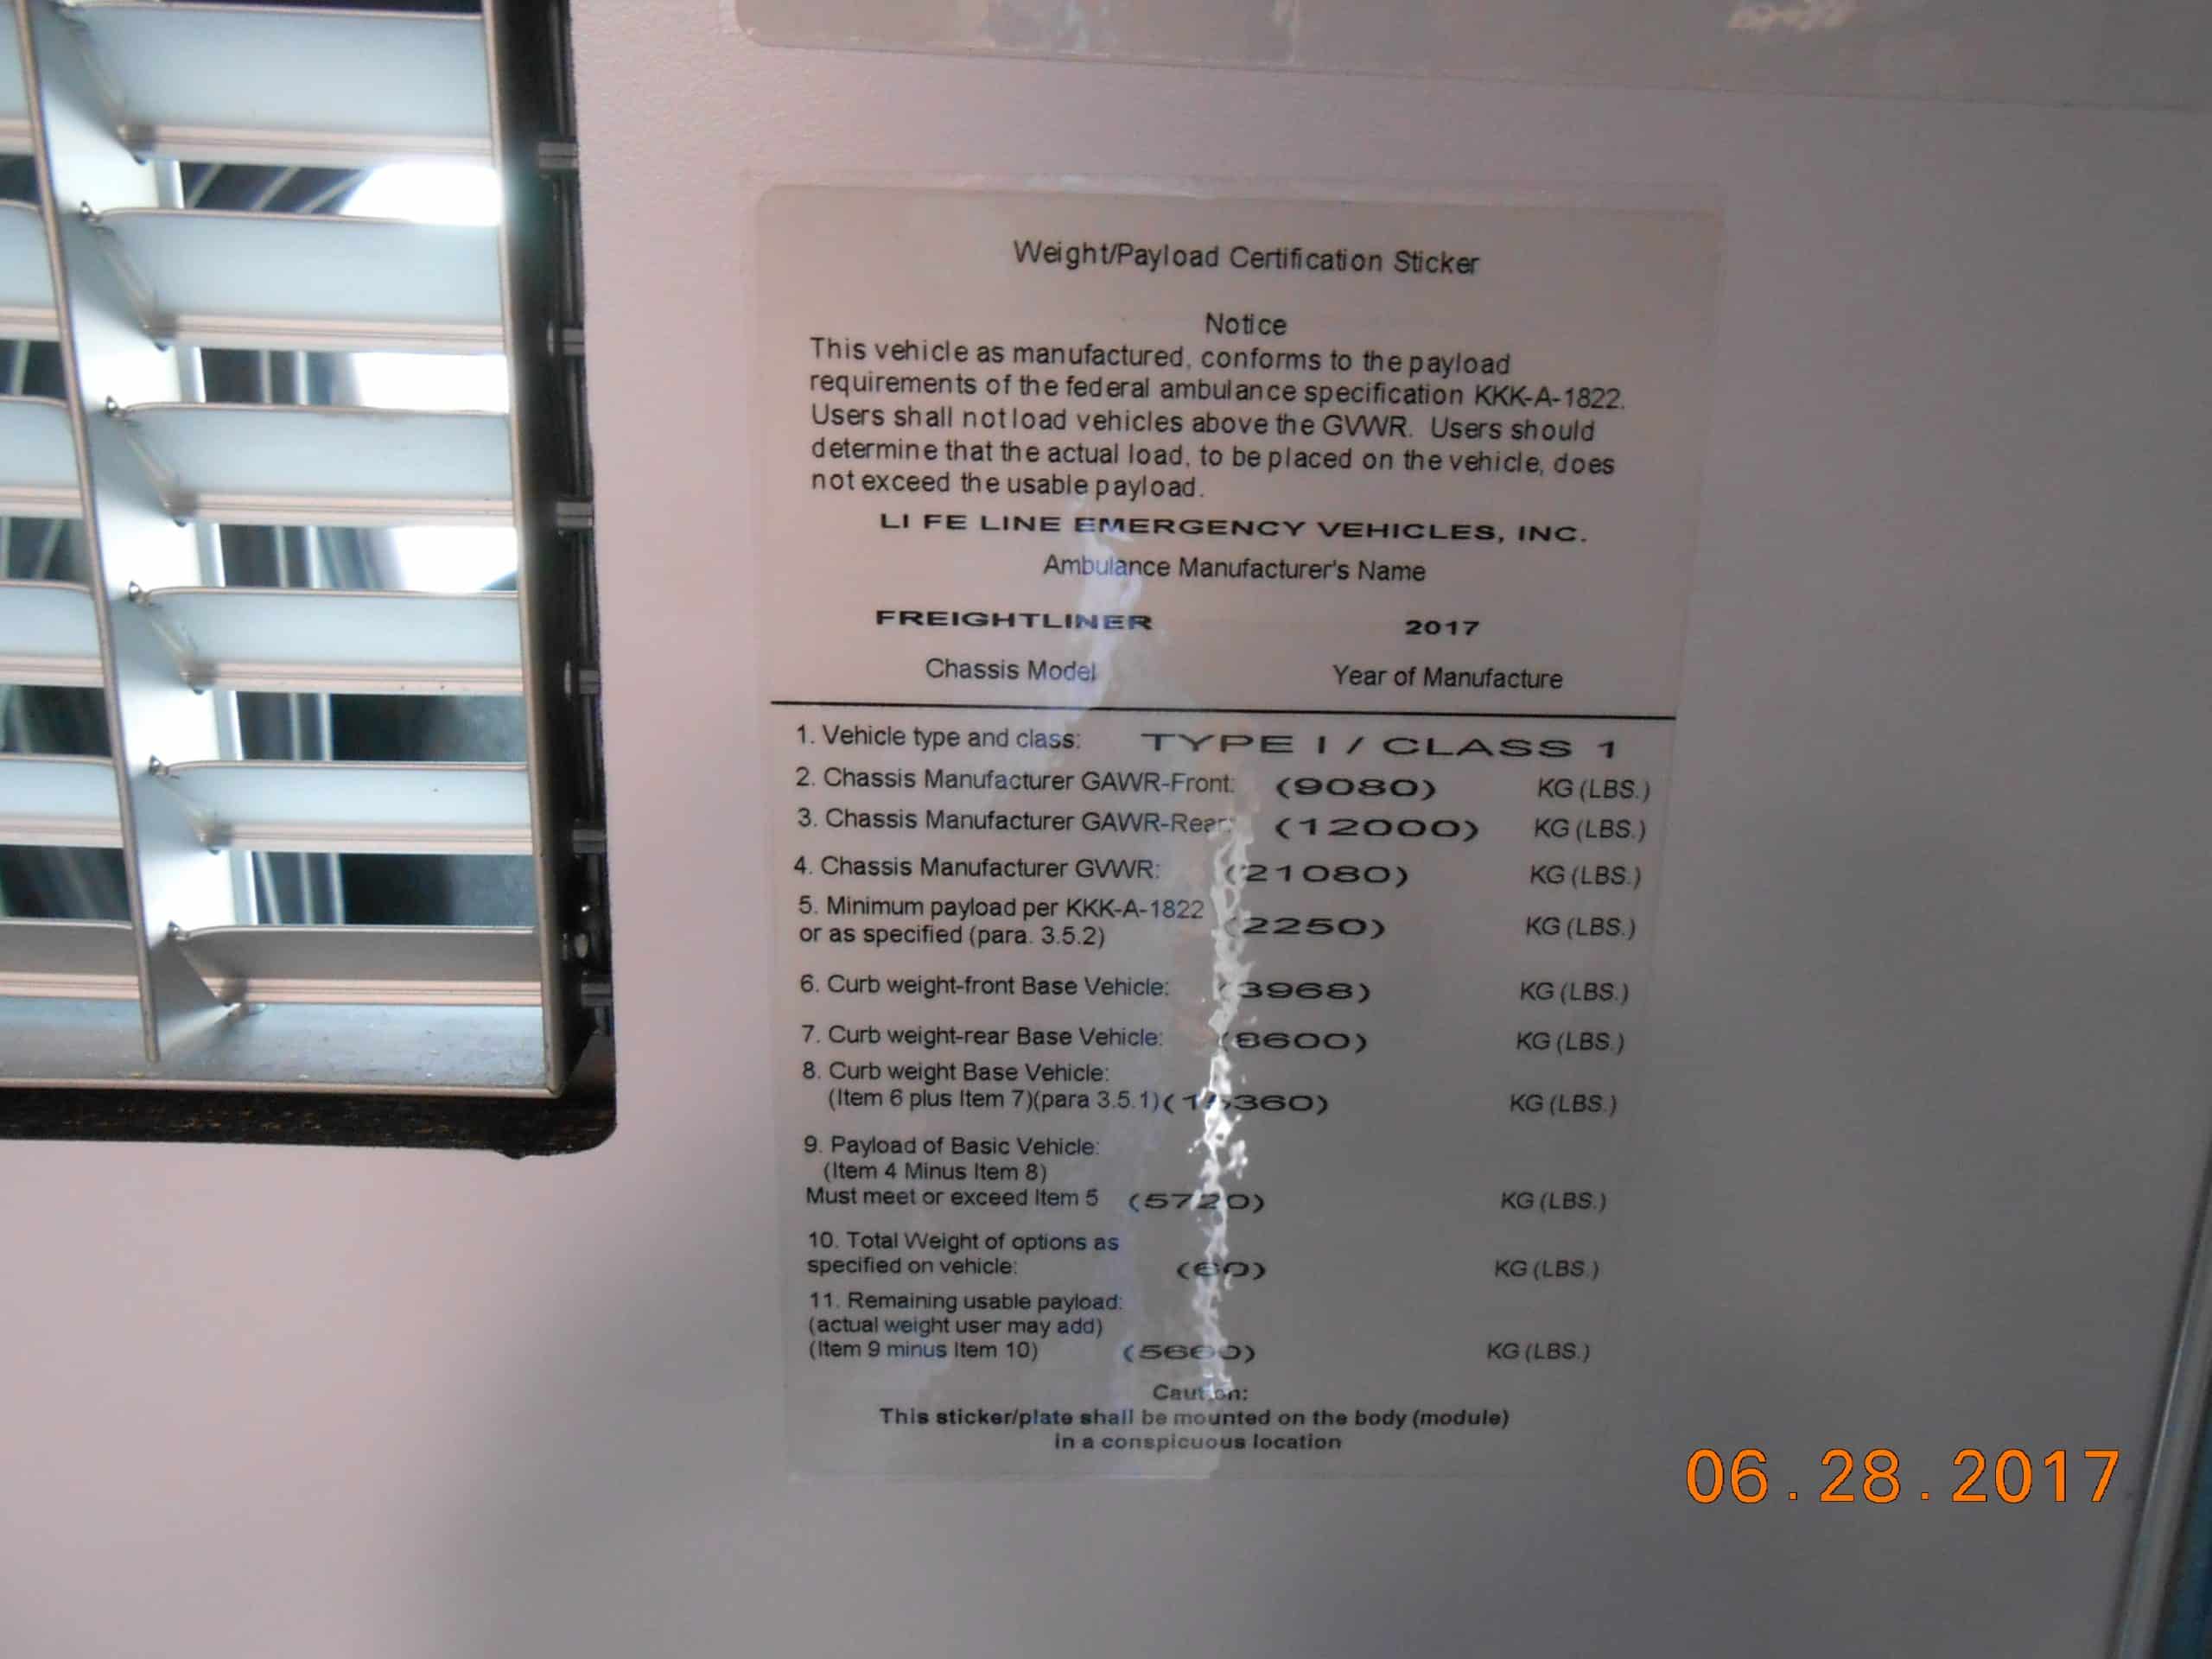 Weight/Payload Certification Sticker
Notice
This vehicle as manufactured, conforms to the payload
requirements of the federal ambulance specification KKK-A-1822.
Users shall not load vehicles above the GVWR. Users should
determine that the actual load, to be placed on the vehicle, does
not exceed the usable payload.
LIFE LINE EMERGENCY VEHICLES, INC.
Ambulance Manufacturer's Name
FREIGHTLINER 2017
Chassis Model Year of Manufacture
1. Vehicle type and class: TYPE I / CLASS 1
2. Chassis Manufacturer GAWR-Front: (9080) KG (LBS.)
3. Chassis Manufacturer GAWR-Rear: (12000) KG (LBS.)
4. Chassis Manufacturer GVWR: (21080) KG (LBS.)
5. Minimum payload per KKK-A-1822
or as specified (para. 3.5.2) (2250) KG (LBS.)
6. Curb weight-front Base Vehicle: KG (LBS.)
7. Curb weight-rear Base Vehicle: (8600) KG (LBS.)
8. Curb weight Base Vehicle:
(Item 6 plus Item 7)(para 3.5.1) KG (LBS.)
9. Payload of Basic Vehicle:
(Item 4 Minus Item 8)
Must meet or exceed Item 5 (5720) KG (LBS.)
10. Total Weight of options as
specified on vehicle: (60) KG (LBS.)
11. Remaining usable payload:
(actual weight user may add)
(Item 9 minus Item 10) (5660) KG (LBS.)
Caution:
This sticker/plate shall be mounted on the body (module)
in a conspicuous location
06.28.2017